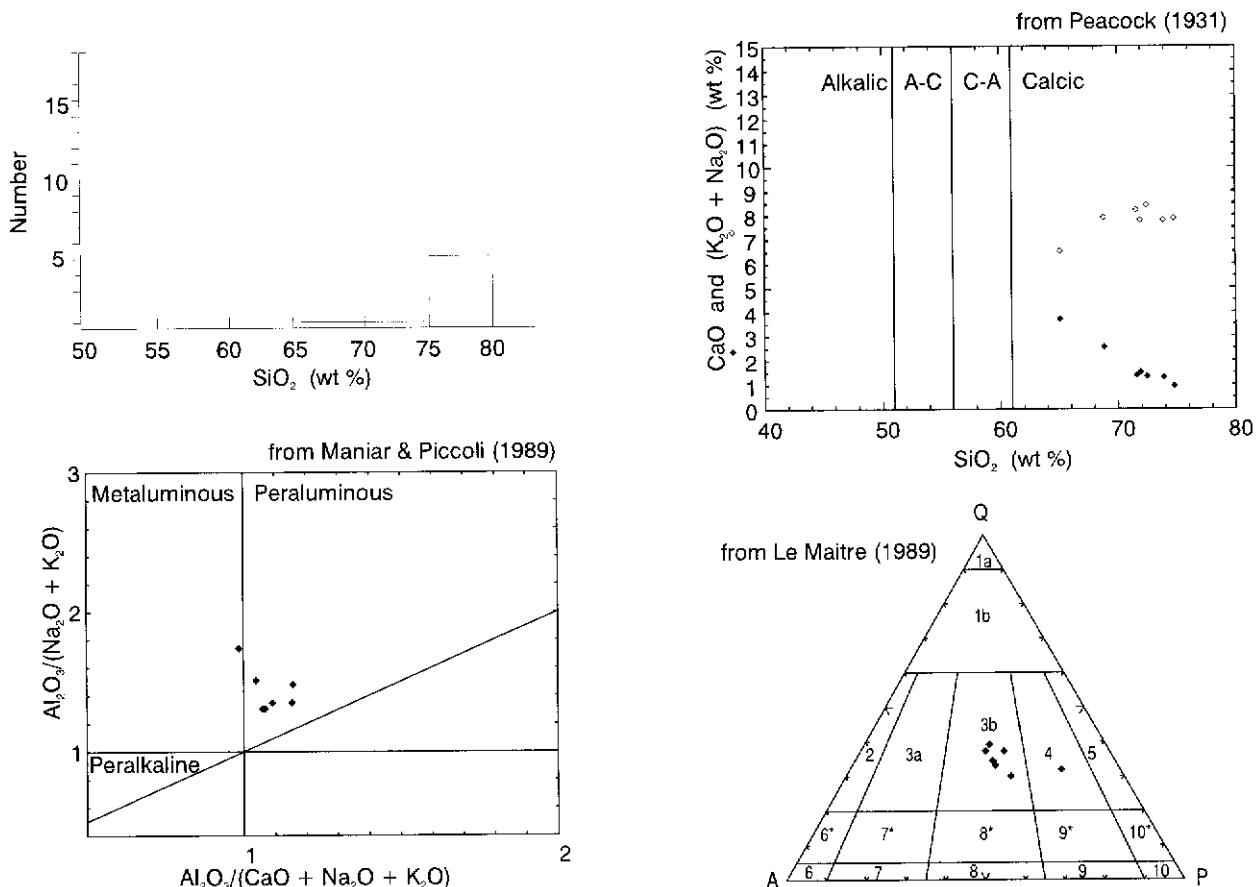 from Peacock (1931)
Number
15
10
5
50 55 60 65 70 75 80
SiO₂ (wt %)
CaO and (K₂O + Na₂O) (wt %)
15
14
13
12
11
10
9
8
7
6
5
4
3
2
1
0
Alkalic A-C C-A Calcic
40 50 60 70 80
SiO₂ (wt %)
from Maniar & Piccoli (1989)
Al₂O₃/(Na₂O + K₂O)
3
2
1
Metaluminous Peraluminous
Peralkaline
1 2
Al₂O₃/(CaO + Na₂O + K₂O)
from Le Maitre (1989)
Q
1a
1b
2 3a 3b 4 5
6* 7* 8* 9* 10*
A 6 7 8 9 10 P